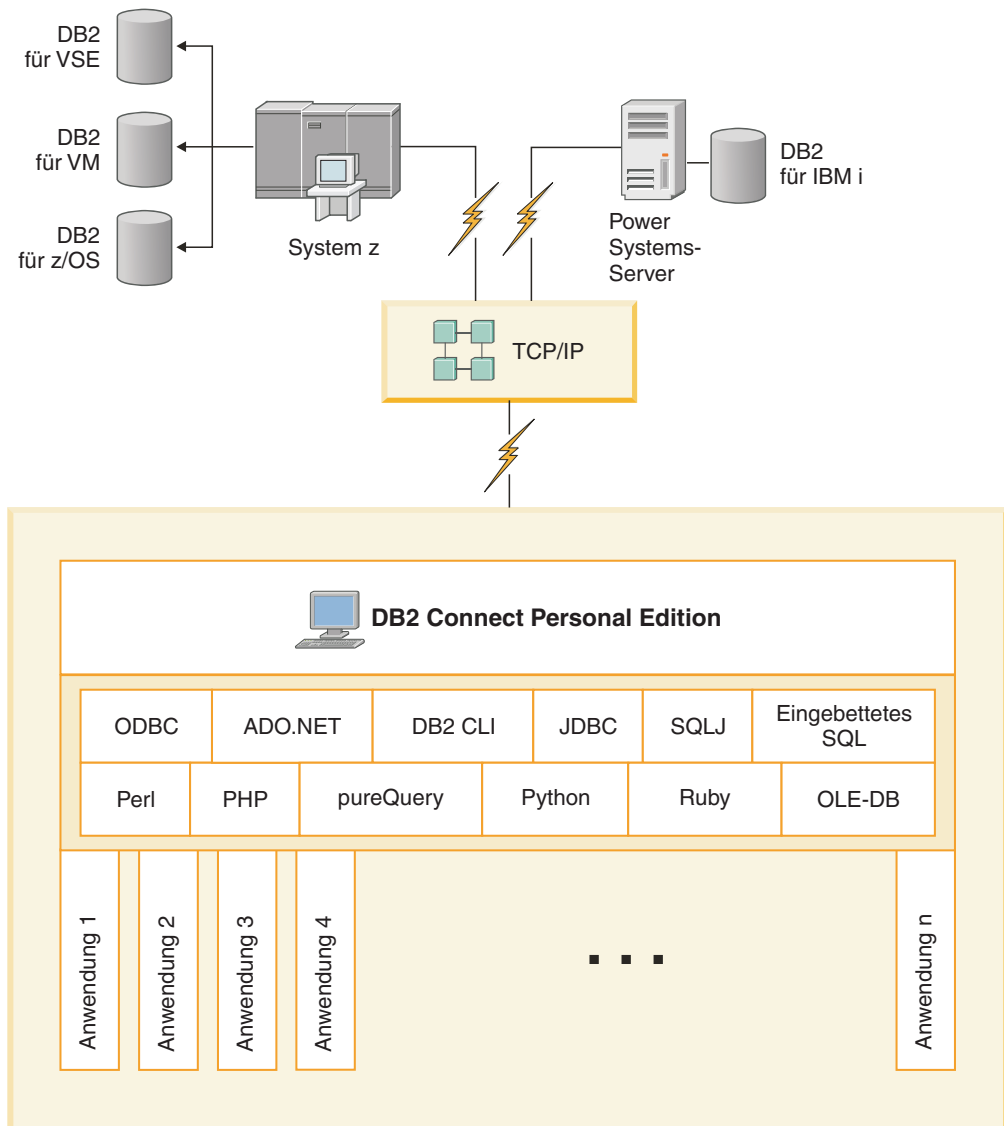 DB2
für VSE
DB2
für VM
DB2
für z/OS
System z
Power
Systems-
Server
DB2
für IBM i
TCP/IP
DB2 Connect Personal Edition
ODBC
ADO.NET
DB2 CLI
JDBC
SQLJ
Eingebettetes
SQL
Perl
PHP
pureQuery
Python
Ruby
OLE-DB
Anwendung 1
Anwendung 2
Anwendung 3
Anwendung 4
Anwendung n